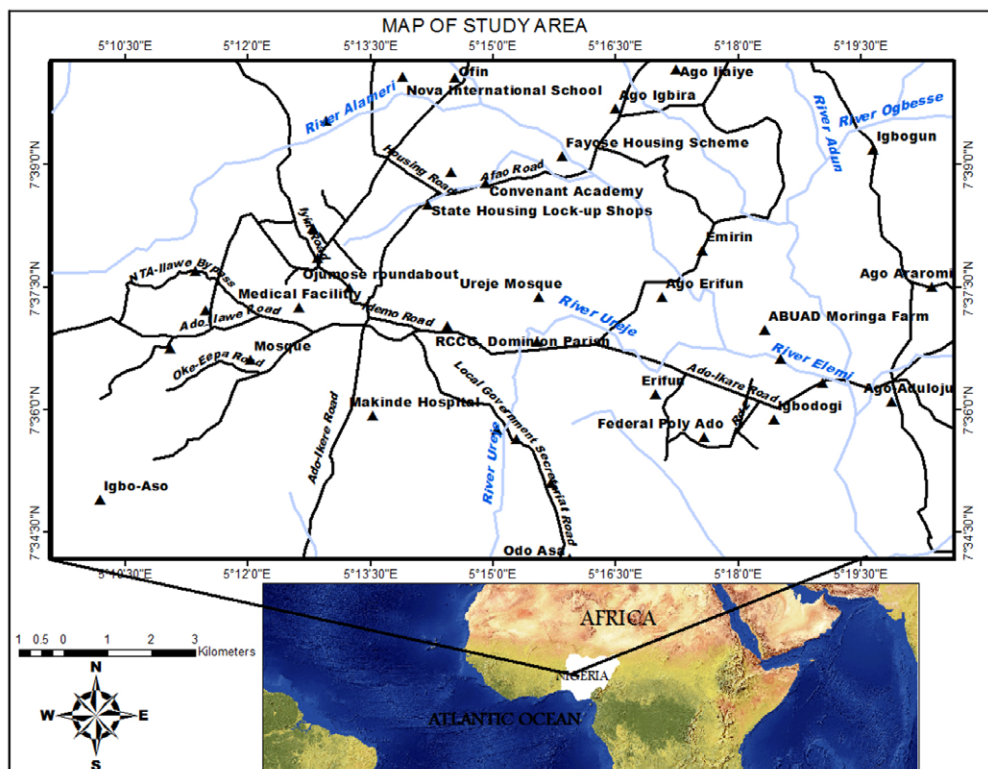 MAP OF STUDY AREA
5°10'30"E 5°12'0"E 5°13'30"E 5°15'0"E 5°16'30"E 5°18'0"E 5°19'30"E
Ofin
Ago Ijaiye
Nova International School
Ago Igbira
River Alameri
River Ogbesse
River Adun
Igbogun
7°39'0"N
7°39'0"N
Fayose Housing Scheme
Housing Road
Afao Road
Convenant Academy
State Housing Lock-up Shops
Iyin Road
Emirin
NTA-Ilawe ByPass
Ojumose roundabout
Ago Araromi
7°37'30"N
7°37'30"N
Medical Facility
Ureje Mosque
Ago Erifun
Ado_Ilawe Road
Idemo Road
River Ureje
ABUAD Moringa Farm
Mosque
RCCG, Dominion Parish
River Elemi
Oke-Eepa Road
Local Government Secretariat Road
Ado-Ikare Road
Erifun
Ago-Aduloju
7°36'0"N
7°36'0"N
Makinde Hospital
Igbodogi
Federal Poly Ado
Ado-Ikere Road
River Ureje
Igbo-Aso
7°34'30"N
7°34'30"N
Odo Asa
5°10'30"E 5°12'0"E 5°13'30"E 5°15'0"E 5°16'30"E 5°18'0"E 5°19'30"E
AFRICA
1 0.5 0 1 2 3
Kilometers
NIGERIA
N
W E
S
ATLANTIC OCEAN